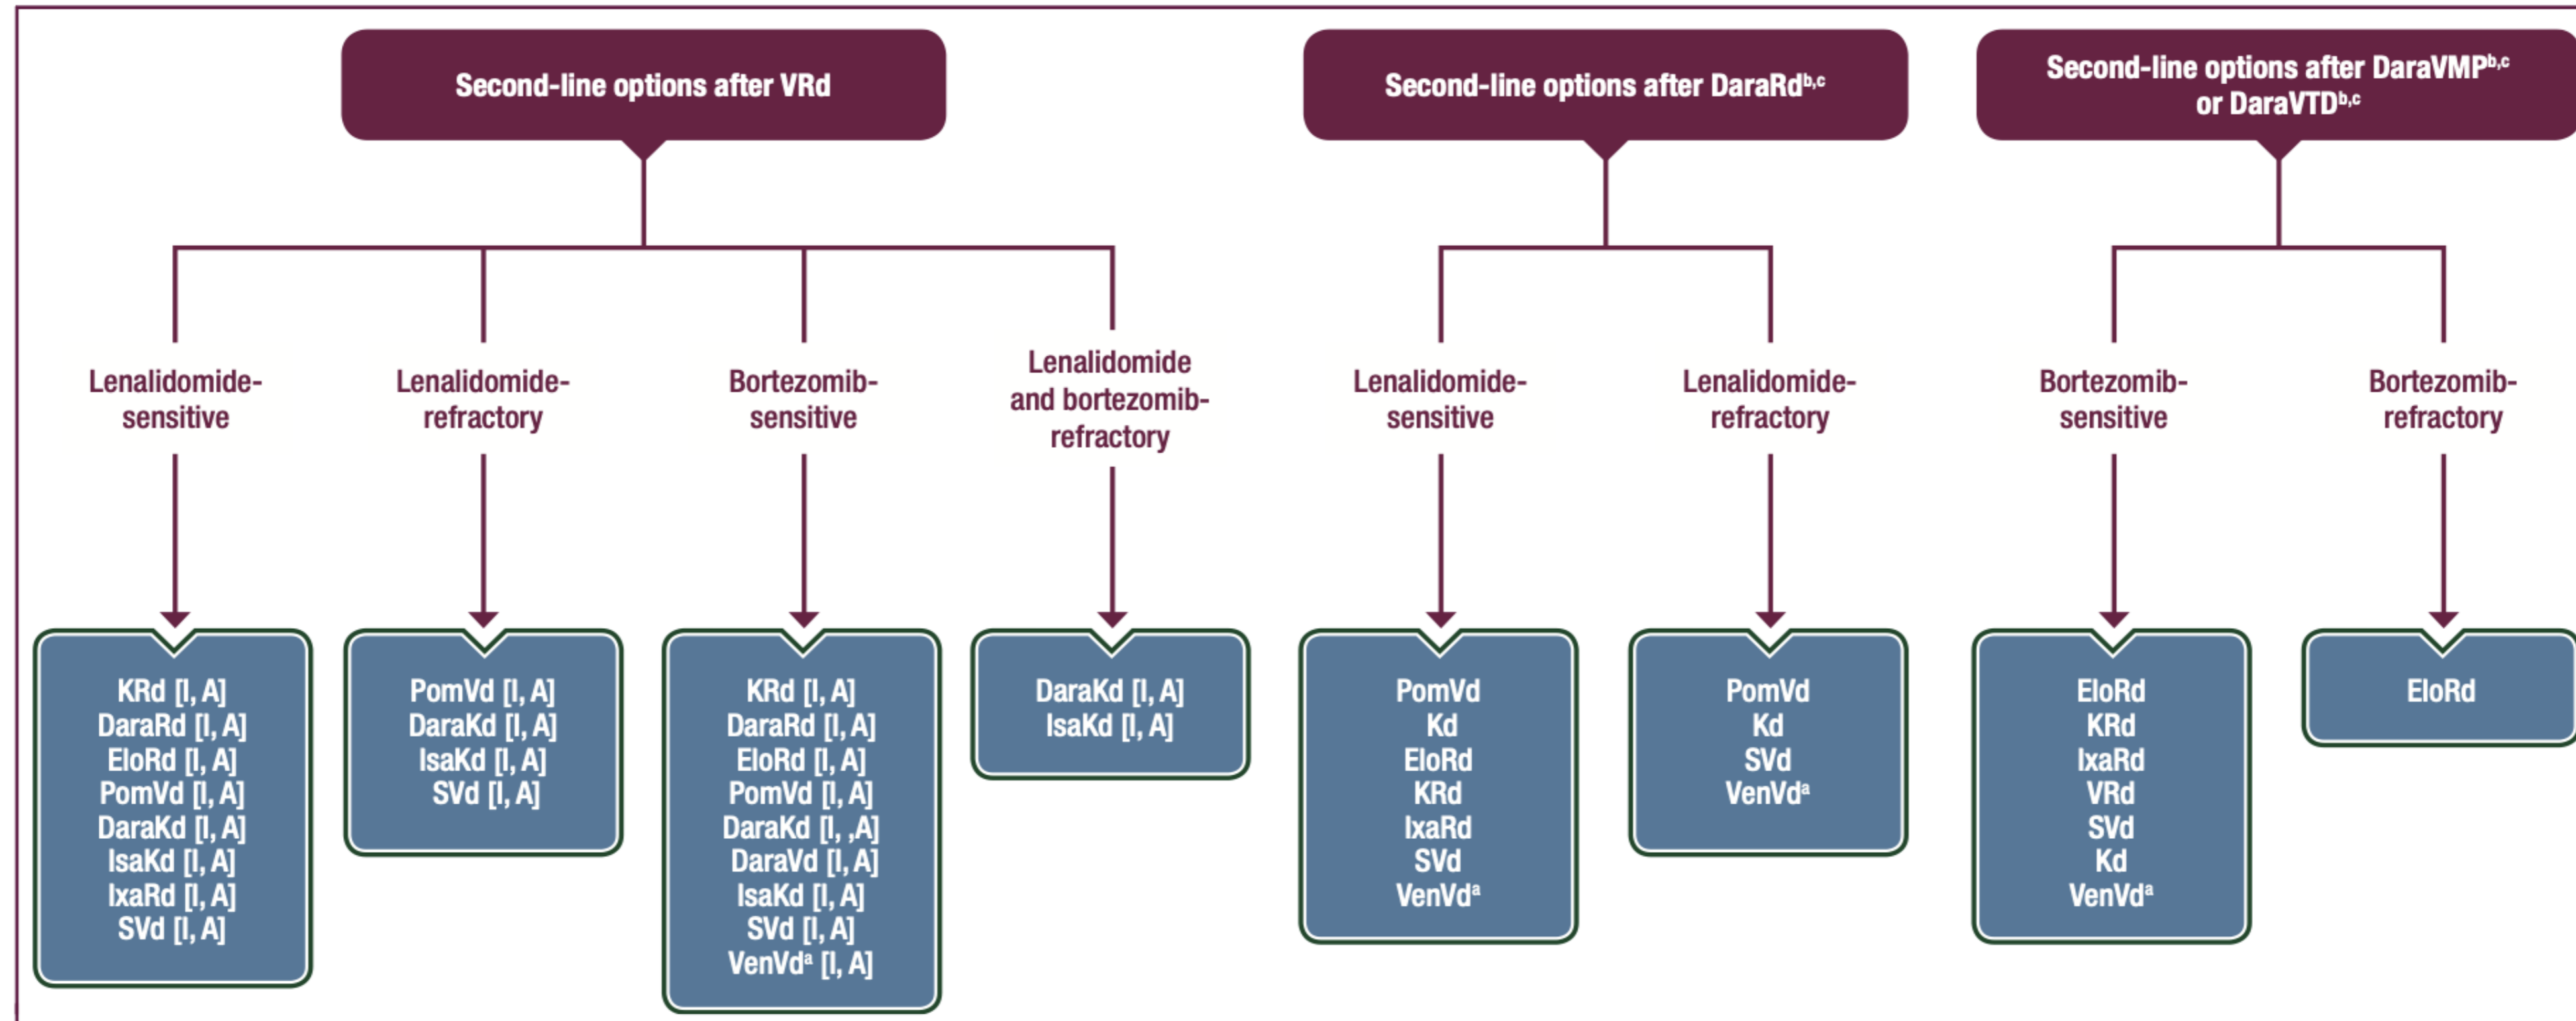 Second-line options after VRd
Lenalidomide-
sensitive
KRd [I, A]
DaraRd [I, A]
EloRd [I, A]
PomVd [I, A]
DaraKd [I, A]
IsaKd [I, A]
IxaRd [I, A]
SVd [I, A]
Lenalidomide-
refractory
PomVd [I, A]
DaraKd [I, A]
IsaKd [I, A]
SVd [I, A]
Bortezomib-
sensitive
KRd [I, A]
DaraRd [I, A]
EloRd [I, A]
PomVd [I, A]
DaraKd [I, ,A]
DaraVd [I, A]
IsaKd [I, A]
SVd [I, A]
VenVdᵃ [I, A]
Lenalidomide
and bortezomib-
refractory
DaraKd [I, A]
IsaKd [I, A]
Second-line options after DaraRdᵇ,ᶜ
Lenalidomide-
sensitive
PomVd
Kd
EloRd
KRd
IxaRd
SVd
VenVdᵃ
Lenalidomide-
refractory
PomVd
Kd
SVd
VenVdᵃ
Second-line options after DaraVMPᵇ,ᶜ
or DaraVTDᵇ,ᶜ
Bortezomib-
sensitive
EloRd
KRd
IxaRd
VRd
SVd
Kd
VenVdᵃ
Bortezomib-
refractory
EloRd